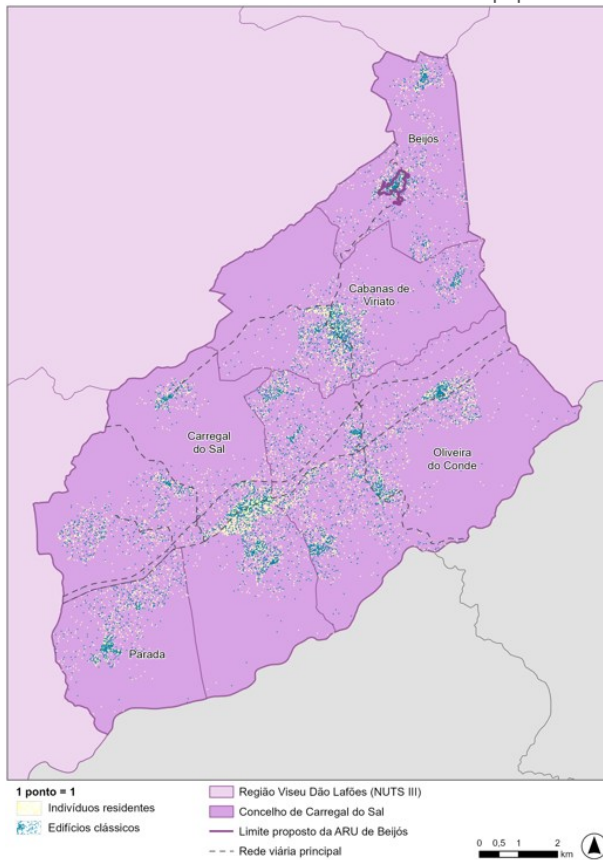 Beijós
Cabanas de
Viriato
Carregal
do Sal
Oliveira
do Conde
Parada
1 ponto = 1
Indivíduos residentes
Edifícios clássicos
Região Viseu Dão Lafões (NUTS III)
Concelho de Carregal do Sal
Limite proposto da ARU de Beijós
Rede viária principal
0 0,5 1 2
km